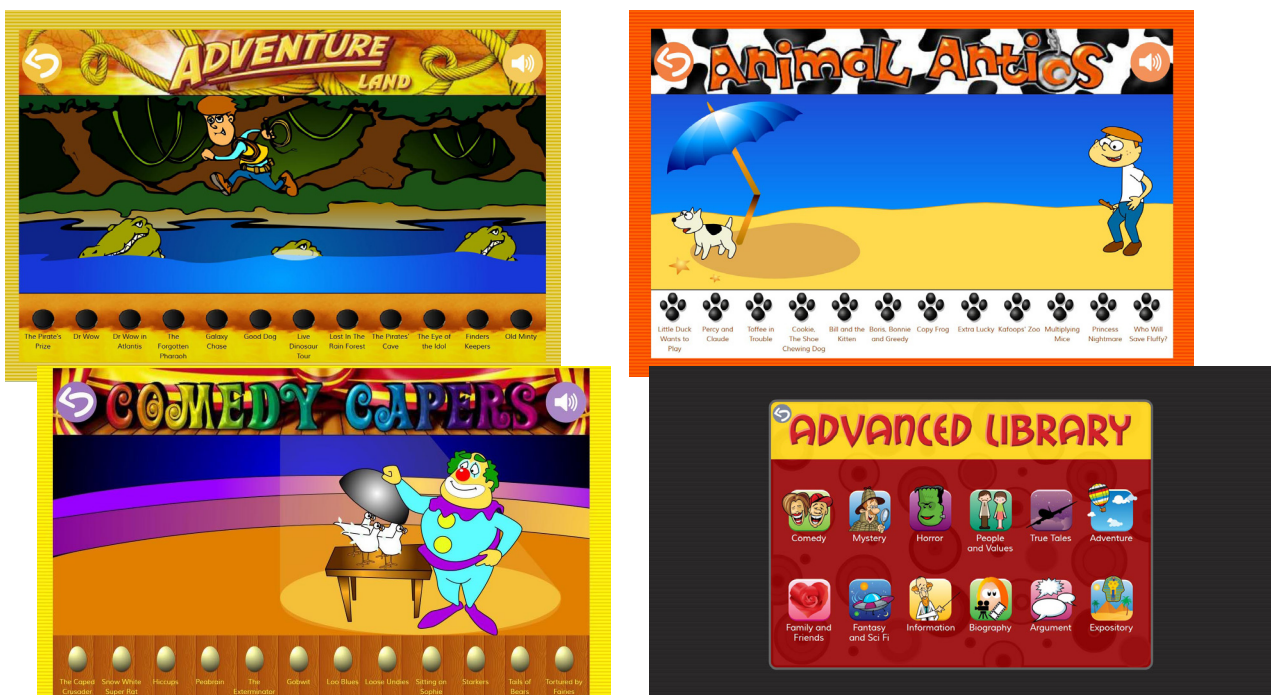 ADVENTURE
LAND
The Pirate's
Prize
Dr Wow
Dr Wow in
Atlantis
The
Forgotten
Pharaoh
Galaxy
Chase
Good Dog
Live
Dinosaur
Tour
Lost In The
Rain Forest
The Pirates'
Cave
The Eye of
the Idol
Finders
Keepers
Old Minty
Animal Antics
Little Duck
Wants to
Play
Percy and
Claude
Toffee in
Trouble
Cookie,
The Shoe
Chewing Dog
Bill and the
Kitten
Boris, Bonnie
and Greedy
Copy Frog
Extra Lucky
Kafoops' Zoo
Multiplying
Mice
Princess
Nightmare
Who Will
Save Fluffy?
COMEDY CAPERS
The Caped
Crusader
Snow White
Super Rat
Hiccups
Peabrain
The
Exterminator
Gobwit
Loo Blues
Loose Undies
Sitting on
Sophie
Starkers
Tails of
Bears
Tortured by
Fairies
ADVANCED LIBRARY
Comedy
Mystery
Horror
People
and Values
True Tales
Adventure
Family and
Friends
Fantasy
and Sci Fi
Information
Biography
Argument
Expository